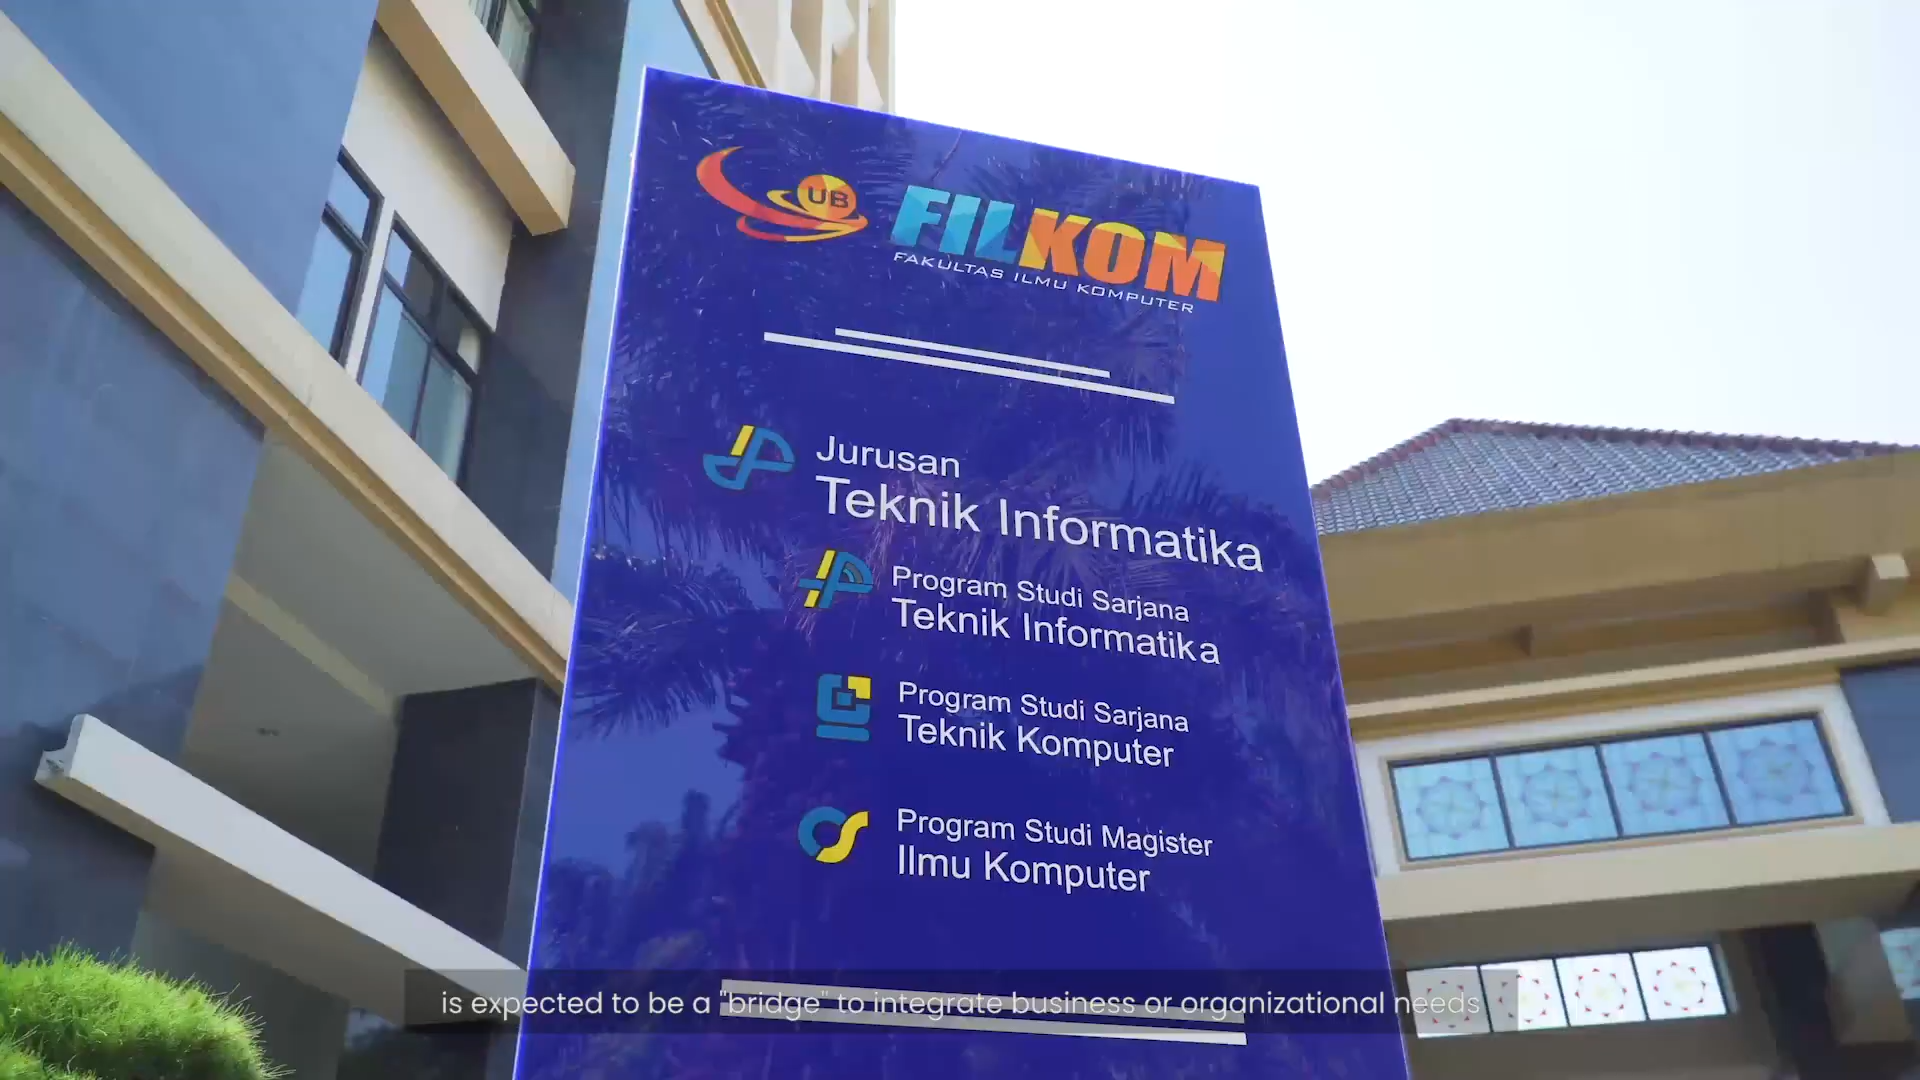 UB
FILKOM
FAKULTAS ILMU KOMPUTER
Jurusan
Teknik Informatika
Program Studi Sarjana
Teknik Informatika
Program Studi Sarjana
Teknik Komputer
Program Studi Magister
Ilmu Komputer
is expected to be a "bridge" to integrate business or organizational needs